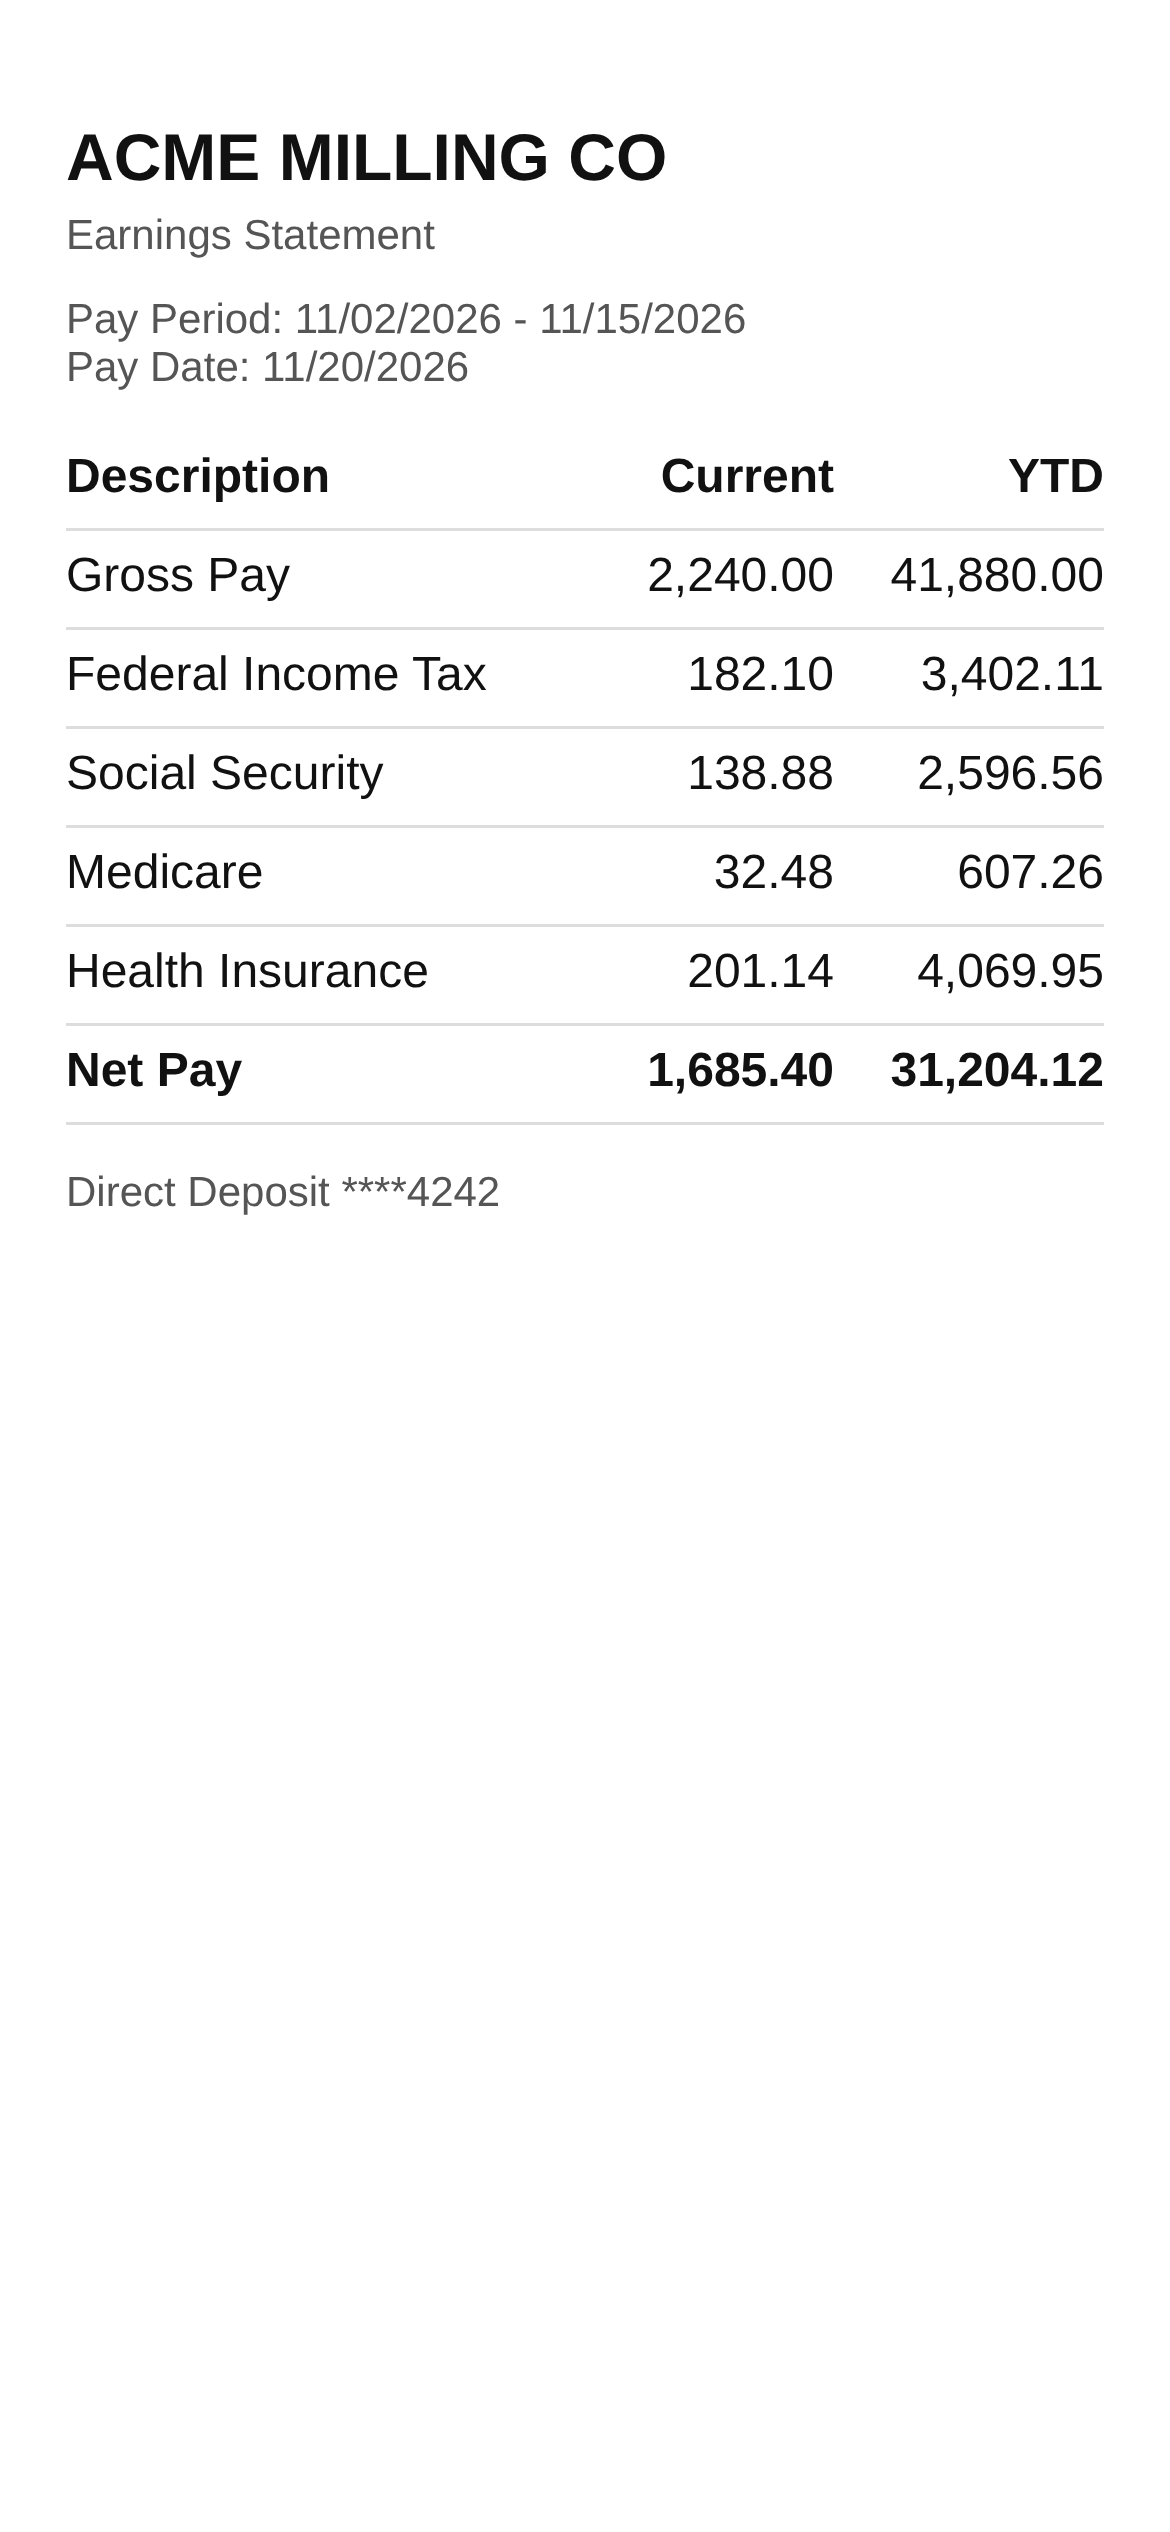 ACME MILLING CO
Earnings Statement
Pay Period: 11/02/2026 - 11/15/2026
Pay Date: 11/20/2026
Description Current YTD
Gross Pay 2,240.00 41,880.00
Federal Income Tax 182.10 3,402.11
Social Security 138.88 2,596.56
Medicare 32.48 607.26
Health Insurance 201.14 4,069.95
Net Pay 1,685.40 31,204.12
Direct Deposit ****4242